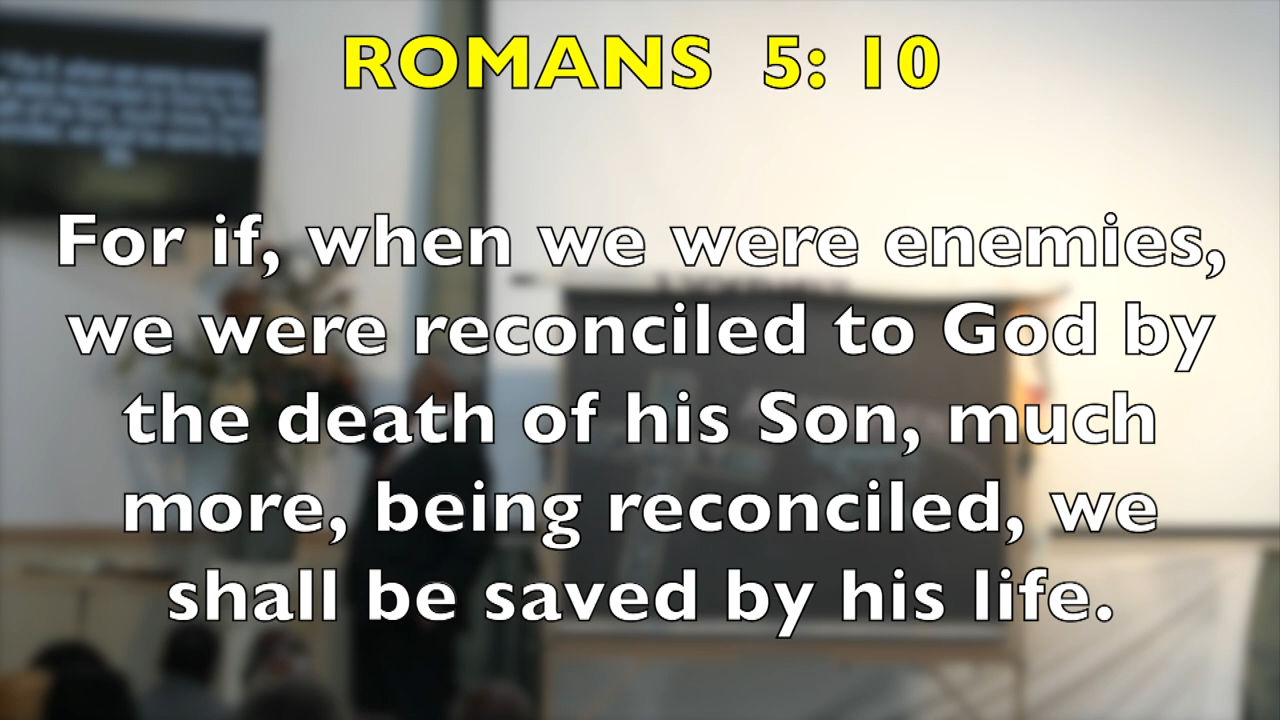 ROMANS 5: 10
For if, when we were enemies,
we were reconciled to God by
the death of his Son, much
more, being reconciled, we
shall be saved by his life.